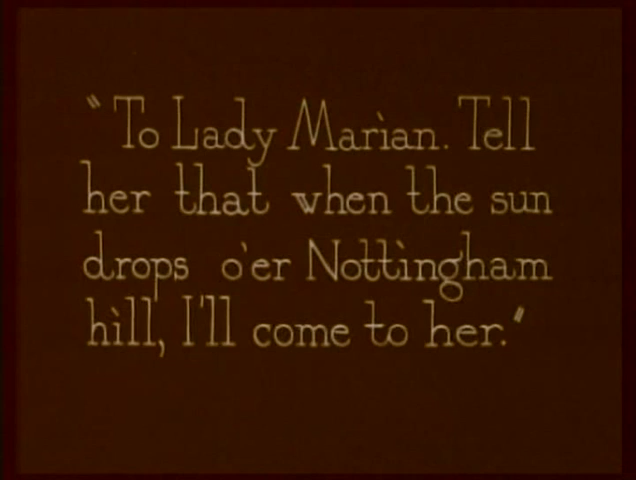 "To Lady Marian. Tell
her that when the sun
drops o'er Nottingham
hill, I'll come to her."